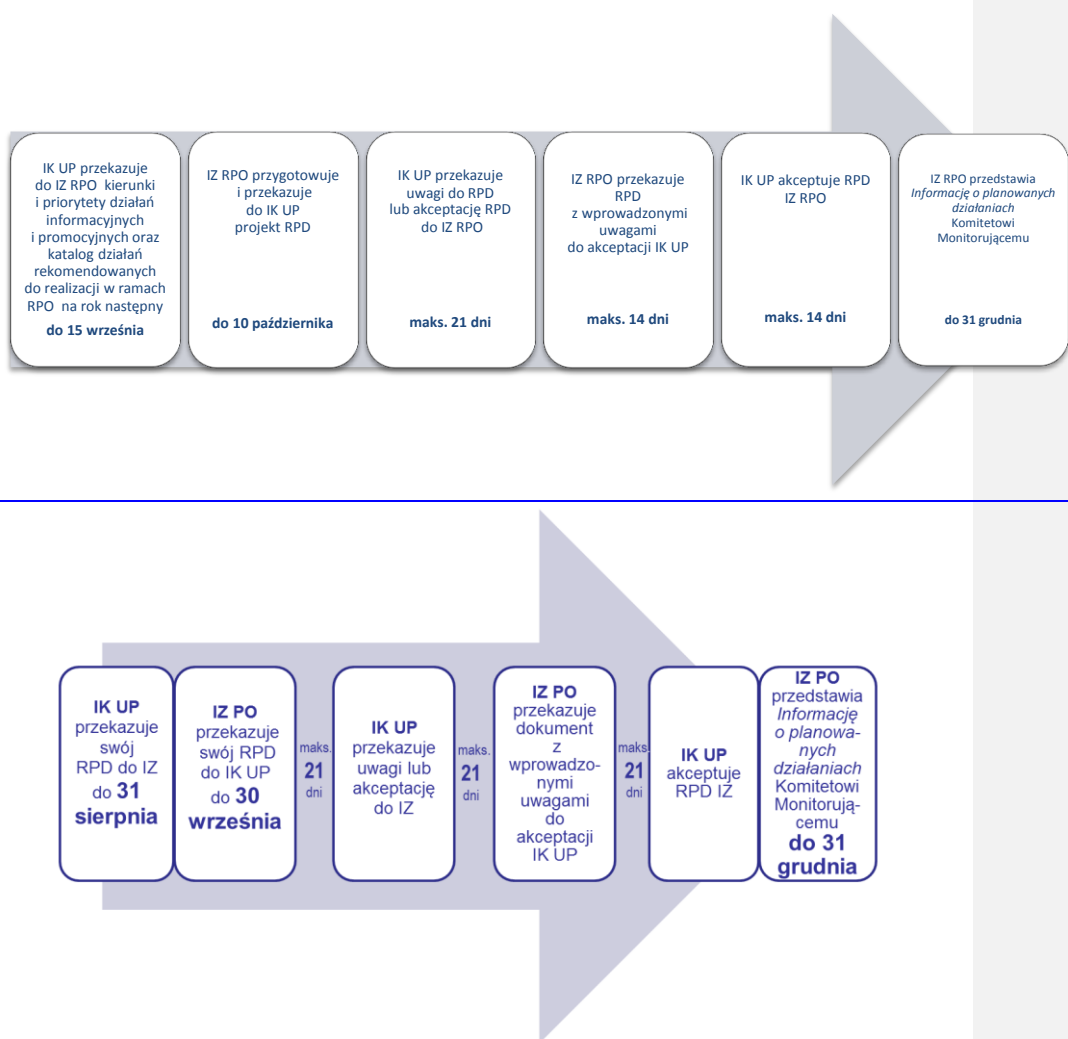 IK UP przekazuje
do IZ RPO kierunki
i priorytety działań
informacyjnych
i promocyjnych oraz
katalog działań
rekomendowanych
do realizacji w ramach
RPO na rok następny
do 15 września
IZ RPO przygotowuje
i przekazuje
do IK UP
projekt RPD
do 10 października
IK UP przekazuje
uwagi do RPD
lub akceptację RPD
do IZ RPO
maks. 21 dni
IZ RPO przekazuje
RPD
z wprowadzonymi
uwagami
do akceptacji IK UP
maks. 14 dni
IK UP akceptuje RPD
IZ RPO
maks. 14 dni
IZ RPO przedstawia
Informację o planowanych
działaniach
Komitetowi
Monitorującemu
do 31 grudnia
IK UP
przekazuje
swój
RPD do IZ
do 31
sierpnia
IZ PO
przekazuje
swój RPD
do IK UP
do 30
września
maks.
21
dni
IK UP
przekazuje
uwagi lub
akceptację
do IZ
maks.
21
dni
IZ PO
przekazuje
dokument
z
wprowadzo-
nymi
uwagami
do
akceptacji
IK UP
maks.
21
dni
IK UP
akceptuje
RPD IZ
IZ PO
przedstawia
Informację
o planowa-
nych
działaniach
Komitetowi
Monitorują-
cemu
do 31
grudnia